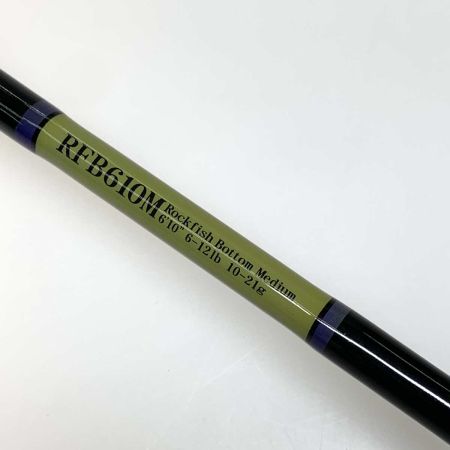 RFB610M
Rockfish Bottom Medium
6'10" 6-12lb 10-21g